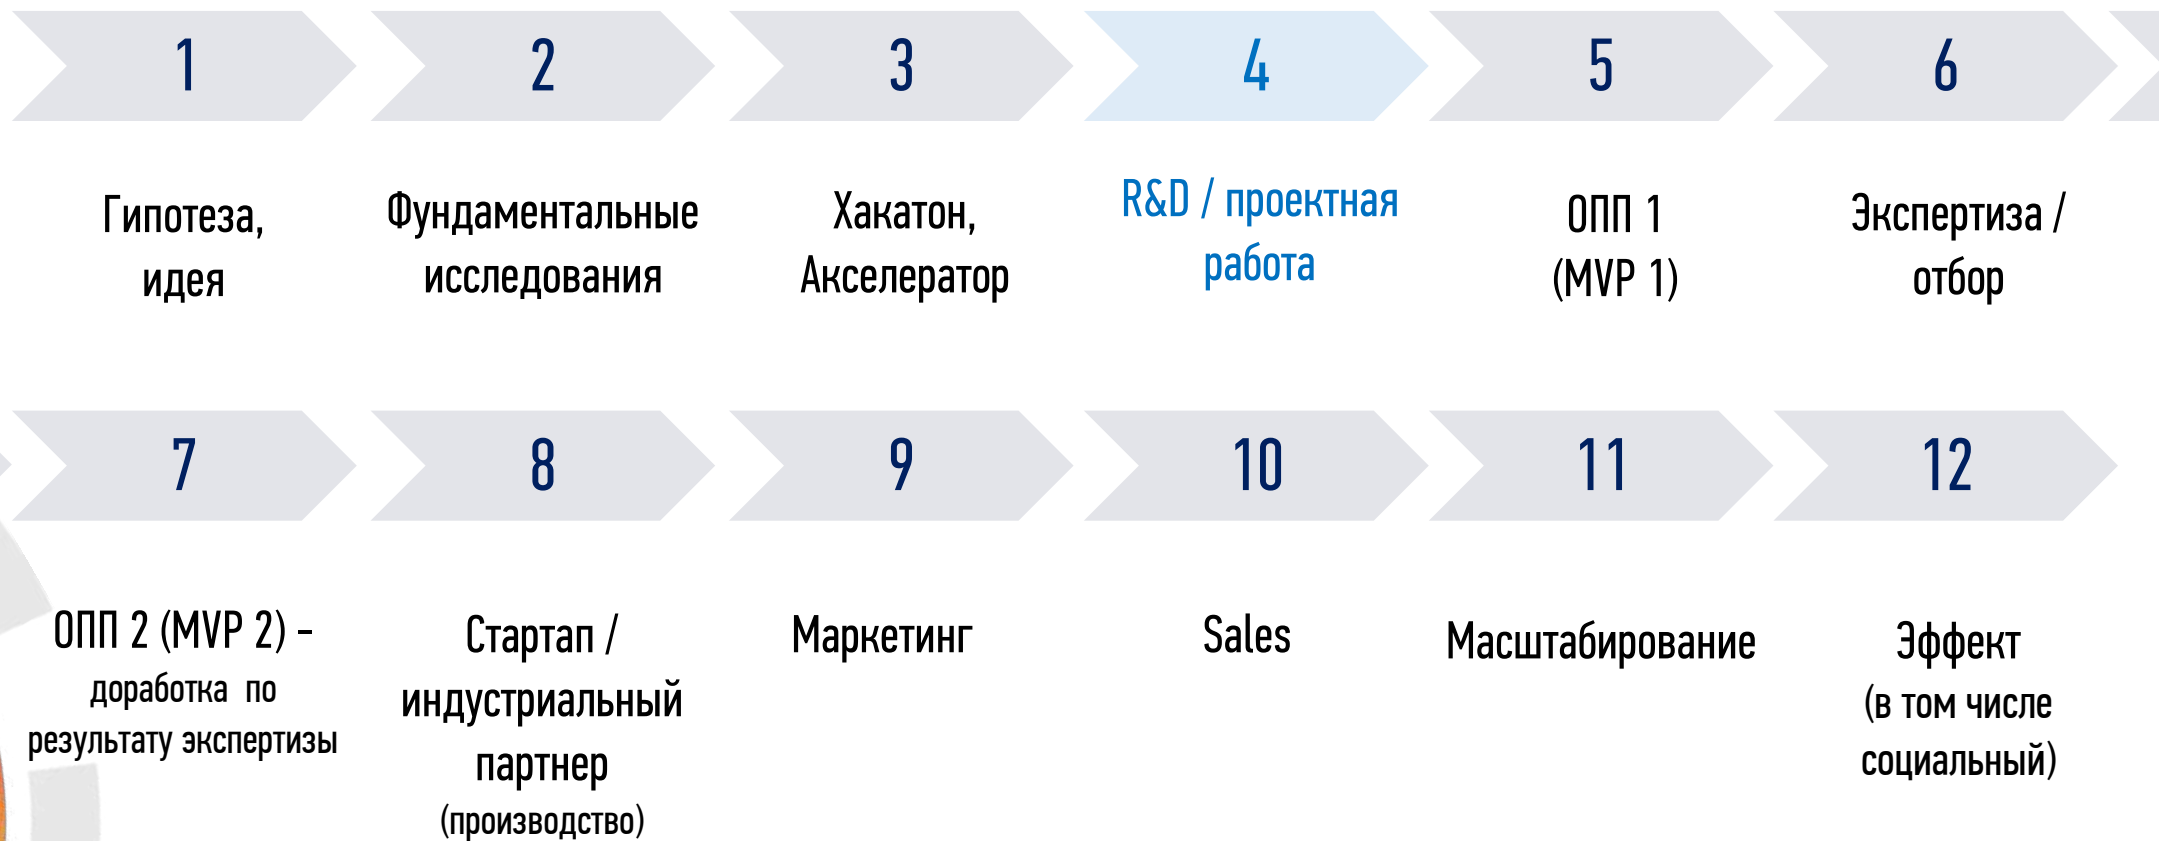 1 2 3 4 5 6
Гипотеза,
идея
Фундаментальные
исследования
Хакатон,
Акселератор
R&D / проектная
работа
ОПП 1
(MVP 1)
Экспертиза /
отбор
7 8 9 10 11 12
ОПП 2 (MVP 2) -
доработка по
результату экспертизы
Стартап /
индустриальный
партнер
(производство)
Маркетинг
Sales
Масштабирование
Эффект
(в том числе
социальный)